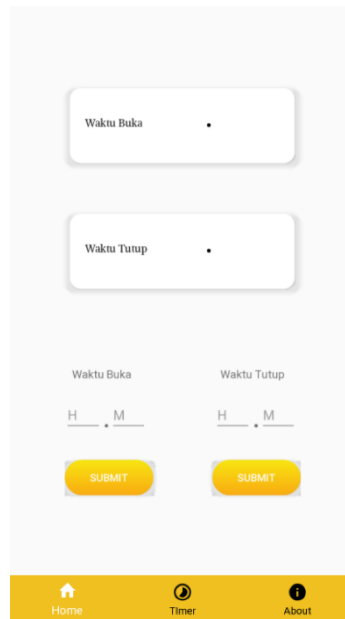 Waktu Buka .
Waktu Tutup .
Waktu Buka Waktu Tutup
H . M H . M
SUBMIT SUBMIT
Home TImer About